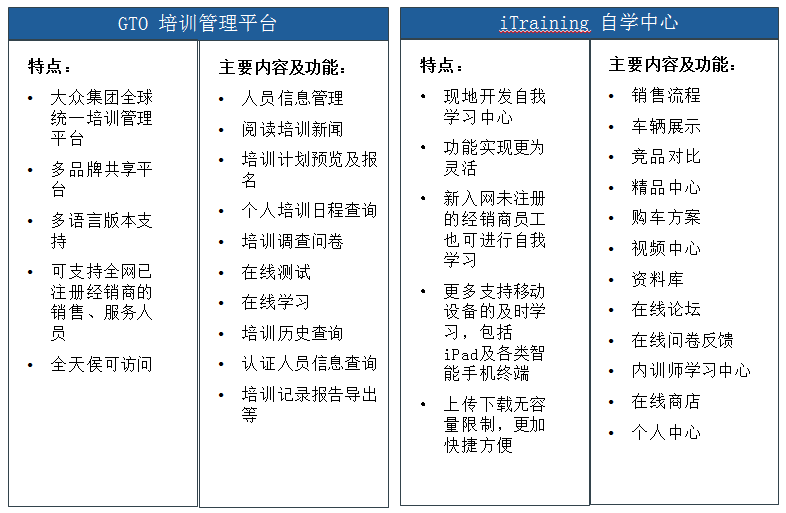 GTO 培训管理平台
特点：
• 大众集团全球
统一培训管理
平台
• 多品牌共享平
台
• 多语言版本支
持
• 可支持全网已
注册经销商的
销售、服务人
员
• 全天侯可访问
主要内容及功能：
• 人员信息管理
• 阅读培训新闻
• 培训计划预览及报
名
• 个人培训日程查询
• 培训调查问卷
• 在线测试
• 在线学习
• 培训历史查询
• 认证人员信息查询
• 培训记录报告导出
等
iTraining 自学中心
特点：
• 现地开发自我
学习中心
• 功能实现更为
灵活
• 新入网未注册
的经销商员工
也可进行自我
学习
• 更多支持移动
设备的及时学
习，包括
iPad及各类智
能手机终端
• 上传下载无容
量限制，更加
快捷方便
主要内容及功能：
• 销售流程
• 车辆展示
• 竞品对比
• 精品中心
• 购车方案
• 视频中心
• 资料库
• 在线论坛
• 在线问卷反馈
• 内训师学习中心
• 在线商店
• 个人中心